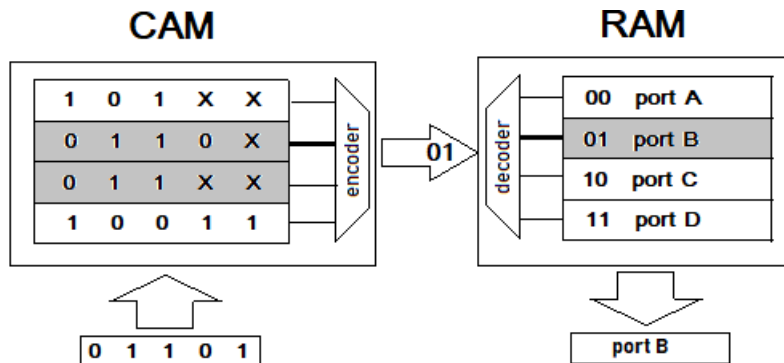 CAM
1 0 1 X X
0 1 1 0 X
0 1 1 X X
1 0 0 1 1
encoder
0 1 1 0 1
01
RAM
decoder
00 port A
01 port B
10 port C
11 port D
port B